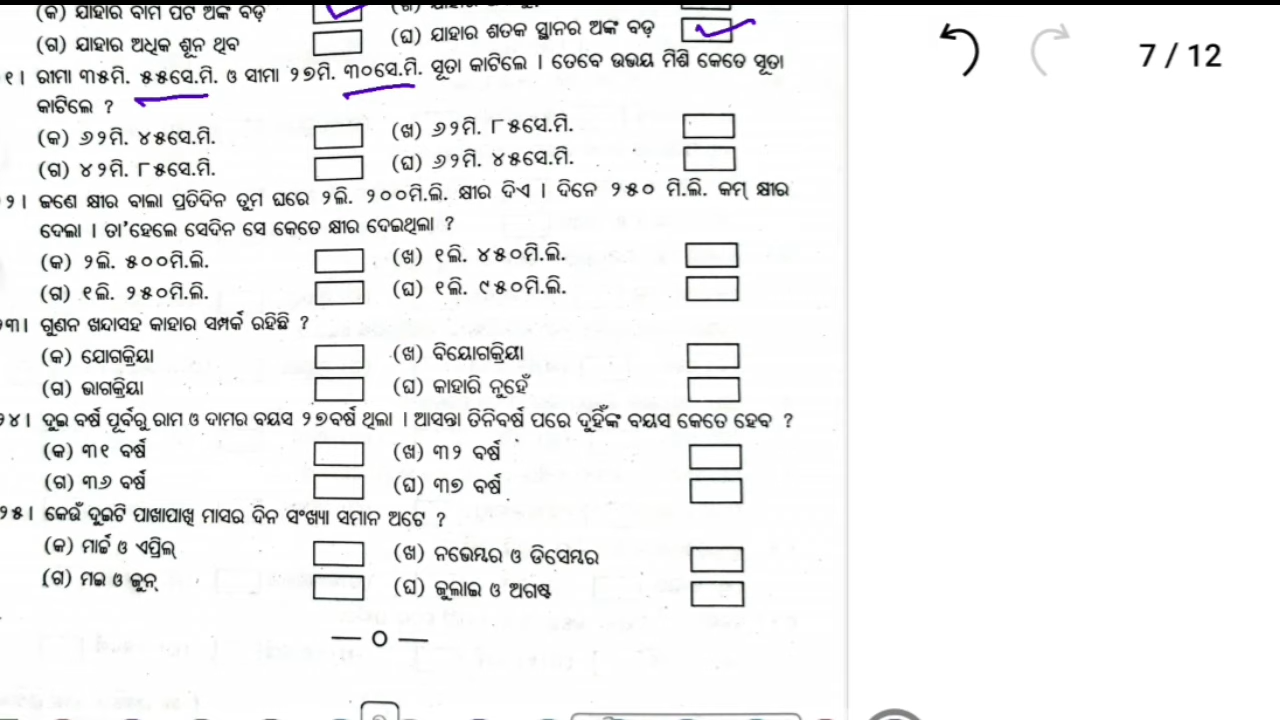 (କ) ଯାହାର ବାମ ପଟ ଅଙ୍କ ବଡ଼
(ଗ) ଯାହାର ଅଧିକ ଶୂନ ଥିବ (ଘ) ଯାହାର ଶତକ ସ୍ଥାନର ଅଙ୍କ ବଡ଼
୧। ରୀମା ୩୫ମି. ୫୫ସେ.ମି. ଓ ସୀମା ୨୭ମି. ୩୦ସେ.ମି. ସୂତା କାଟିଲେ । ତେବେ ଉଭୟ ମିଶି କେତେ ସୂତା
କାଟିଲେ ?
(କ) ୬୨ମି. ୪୫ସେ.ମି. (ଖ) ୬୨ମି. ୮୫ସେ.ମି.
(ଗ) ୪୨ମି. ୮୫ସେ.ମି. (ଘ) ୬୨ମି. ୪୫ସେ.ମି.
୨। ଜଣେ କ୍ଷୀର ବାଲା ପ୍ରତିଦିନ ତୁମ ଘରେ ୨ଲି. ୨୦୦ମି.ଲି. କ୍ଷୀର ଦିଏ । ଦିନେ ୨୫୦ ମି.ଲି. କମ୍ କ୍ଷୀର
ଦେଲା । ତା'ହେଲେ ସେଦିନ ସେ କେତେ କ୍ଷୀର ଦେଇଥିଲା ?
(କ) ୨ଲି. ୫୦୦ମି.ଲି. (ଖ) ୧ଲି. ୪୫୦ମି.ଲି.
(ଗ) ୧ଲି. ୨୫୦ମି.ଲି. (ଘ) ୧ଲି. ୯୫୦ମି.ଲି.
୨୩। ଗୁଣନ ଖନ୍ଦାସହ କାହାର ସମ୍ପର୍କ ରହିଛି ?
(କ) ଯୋଗକ୍ରିୟା (ଖ) ବିୟୋଗକ୍ରିୟା
(ଗ) ଭାଗକ୍ରିୟା (ଘ) କାହାରି ନୁହେଁ
୨୪। ଦୁଇ ବର୍ଷ ପୂର୍ବରୁ ରାମ ଓ ଦାମର ବୟସ ୨୭ବର୍ଷ ଥିଲା । ଆସନ୍ତା ତିନିବର୍ଷ ପରେ ଦୁହିଁଙ୍କ ବୟସ କେତେ ହେବ ?
(କ) ୩୧ ବର୍ଷ (ଖ) ୩୨ ବର୍ଷ
(ଗ) ୩୬ ବର୍ଷ (ଘ) ୩୭ ବର୍ଷ
୨୫। କେଉଁ ଦୁଇଟି ପାଖାପାଖି ମାସର ଦିନ ସଂଖ୍ୟା ସମାନ ଅଟେ ?
(କ) ମାର୍ଚ୍ଚ ଓ ଏପ୍ରିଲ୍ (ଖ) ନଭେମ୍ବର ଓ ଡିସେମ୍ବର
(ଗ) ମଇ ଓ ଜୁନ୍ (ଘ) ଜୁଲାଇ ଓ ଅଗଷ୍ଟ
— ୦ —
7 / 12